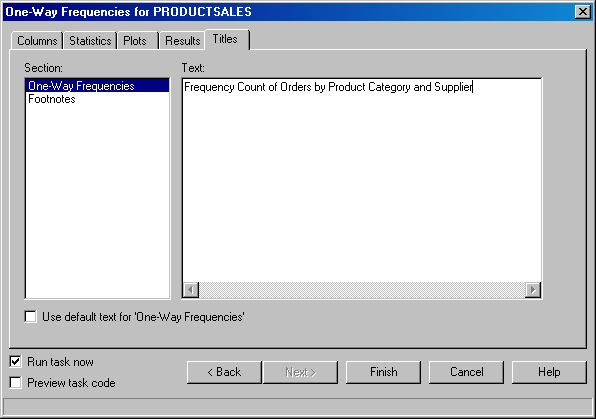 One-Way Frequencies for PRODUCTSALES
Columns Statistics Plots Results Titles
Section: Text:
One-Way Frequencies
Footnotes
Frequency Count of Orders by Product Category and Supplier
Use default text for 'One-Way Frequencies'
Run task now
Preview task code
< Back Next > Finish Cancel Help